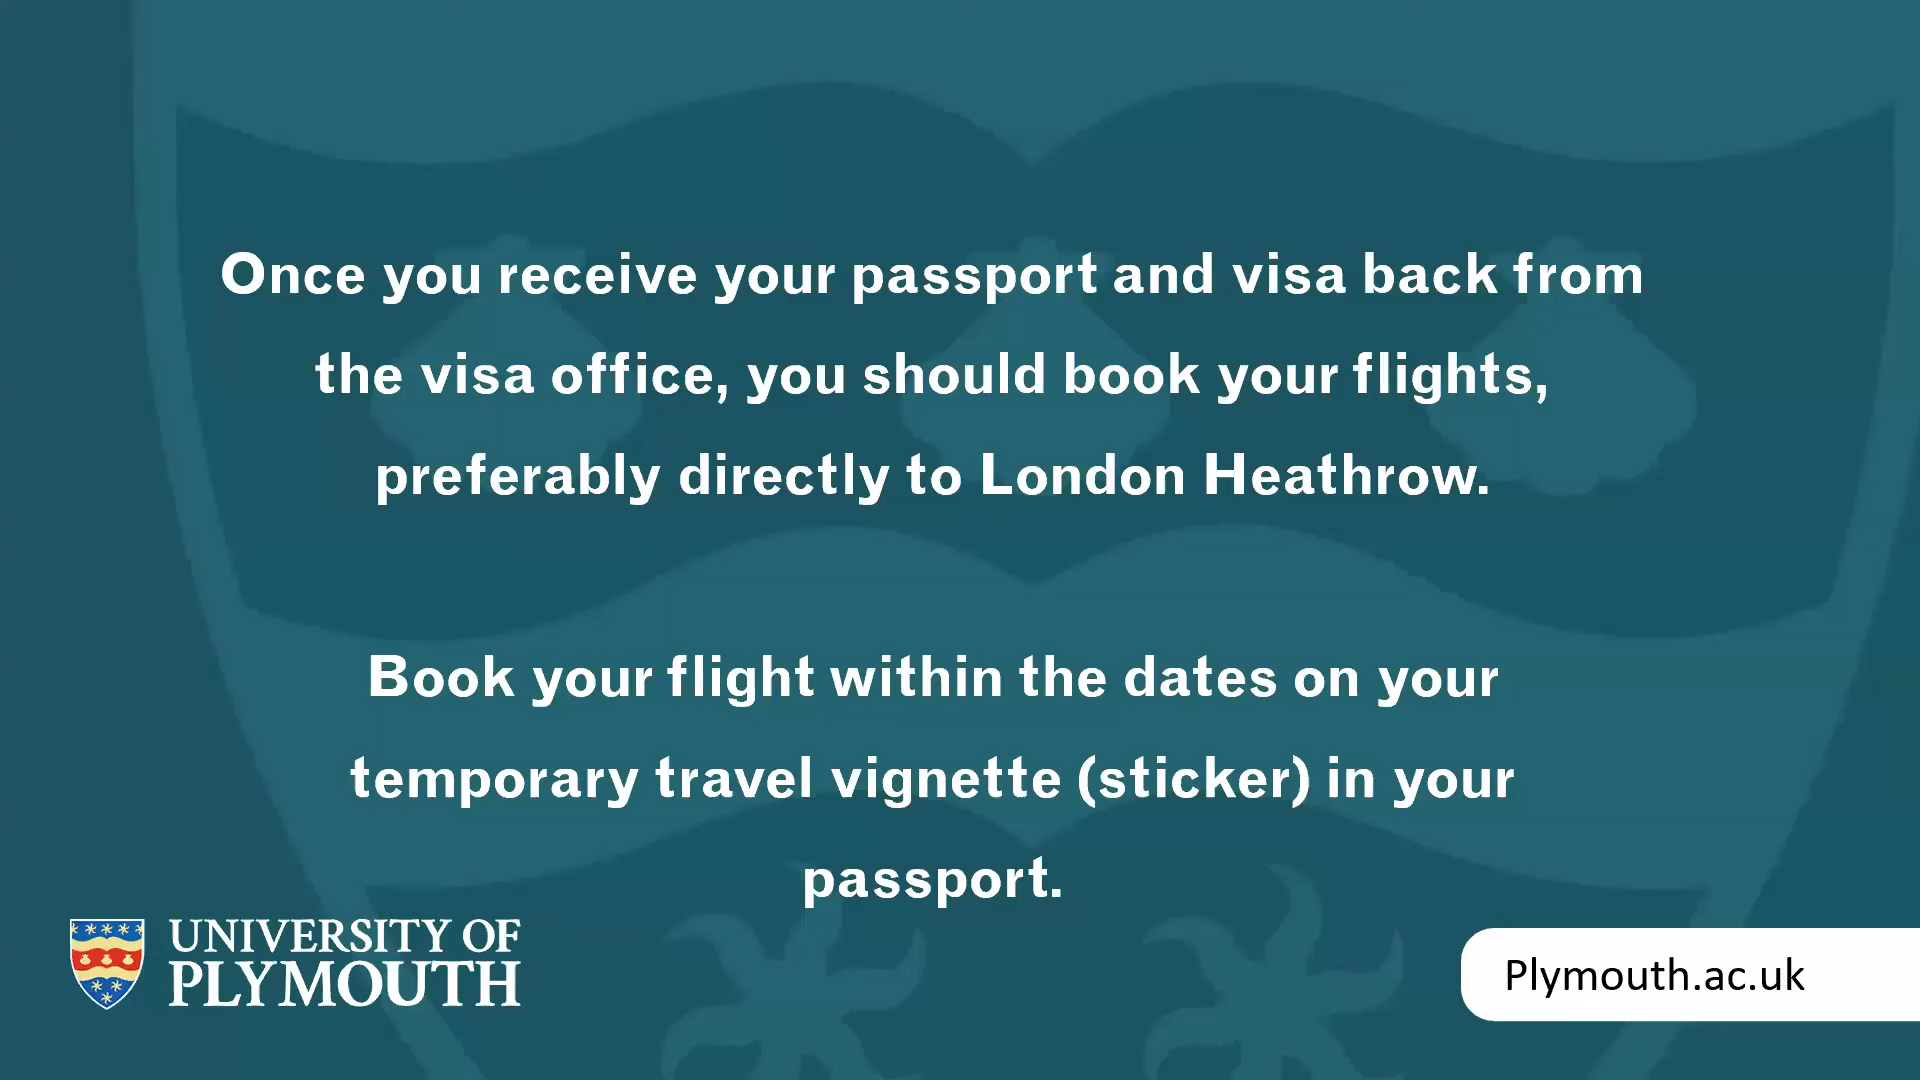 Once you receive your passport and visa back from
the visa office, you should book your flights,
preferably directly to London Heathrow.
Book your flight within the dates on your
temporary travel vignette (sticker) in your
passport.
UNIVERSITY OF
PLYMOUTH
Plymouth.ac.uk